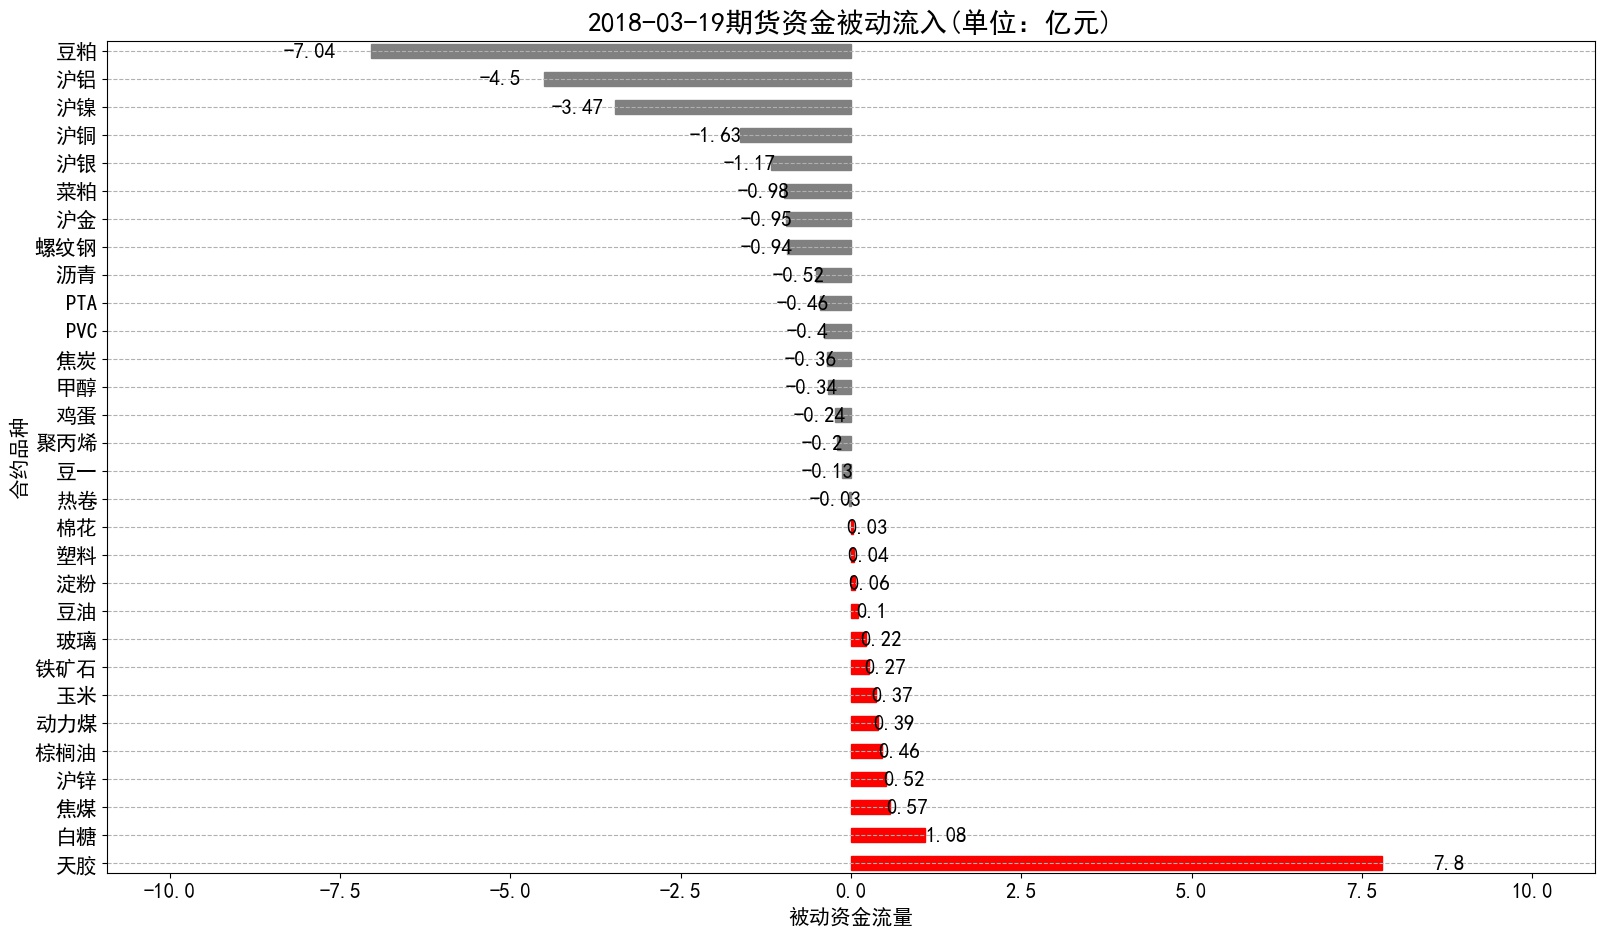 2018-03-19期货资金被动流入(单位：亿元)
豆粕 -7.04
沪铝 -4.5
沪镍 -3.47
沪铜 -1.63
沪银 -1.17
菜粕 -0.98
沪金 -0.95
螺纹钢 -0.94
沥青 -0.52
PTA -0.46
PVC -0.4
焦炭 -0.36
甲醇 -0.34
鸡蛋 -0.24
聚丙烯 -0.2
豆一 -0.13
热卷 -0.03
棉花 0.03
塑料 0.04
淀粉 0.06
豆油 0.1
玻璃 0.22
铁矿石 0.27
玉米 0.37
动力煤 0.39
棕榈油 0.46
沪锌 0.52
焦煤 0.57
白糖 1.08
天胶 7.8
合约品种
-10.0 -7.5 -5.0 -2.5 0.0 2.5 5.0 7.5 10.0
被动资金流量